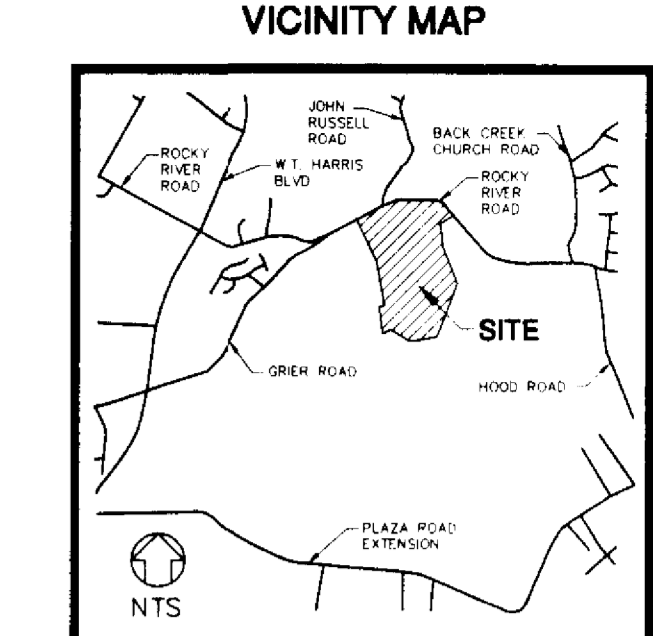 VICINITY MAP
JOHN
RUSSELL
ROAD
BACK CREEK
CHURCH ROAD
ROCKY
RIVER
ROAD
W.T. HARRIS
BLVD
ROCKY
RIVER
ROAD
SITE
GRIER ROAD
HOOD ROAD
PLAZA ROAD
EXTENSION
NTS